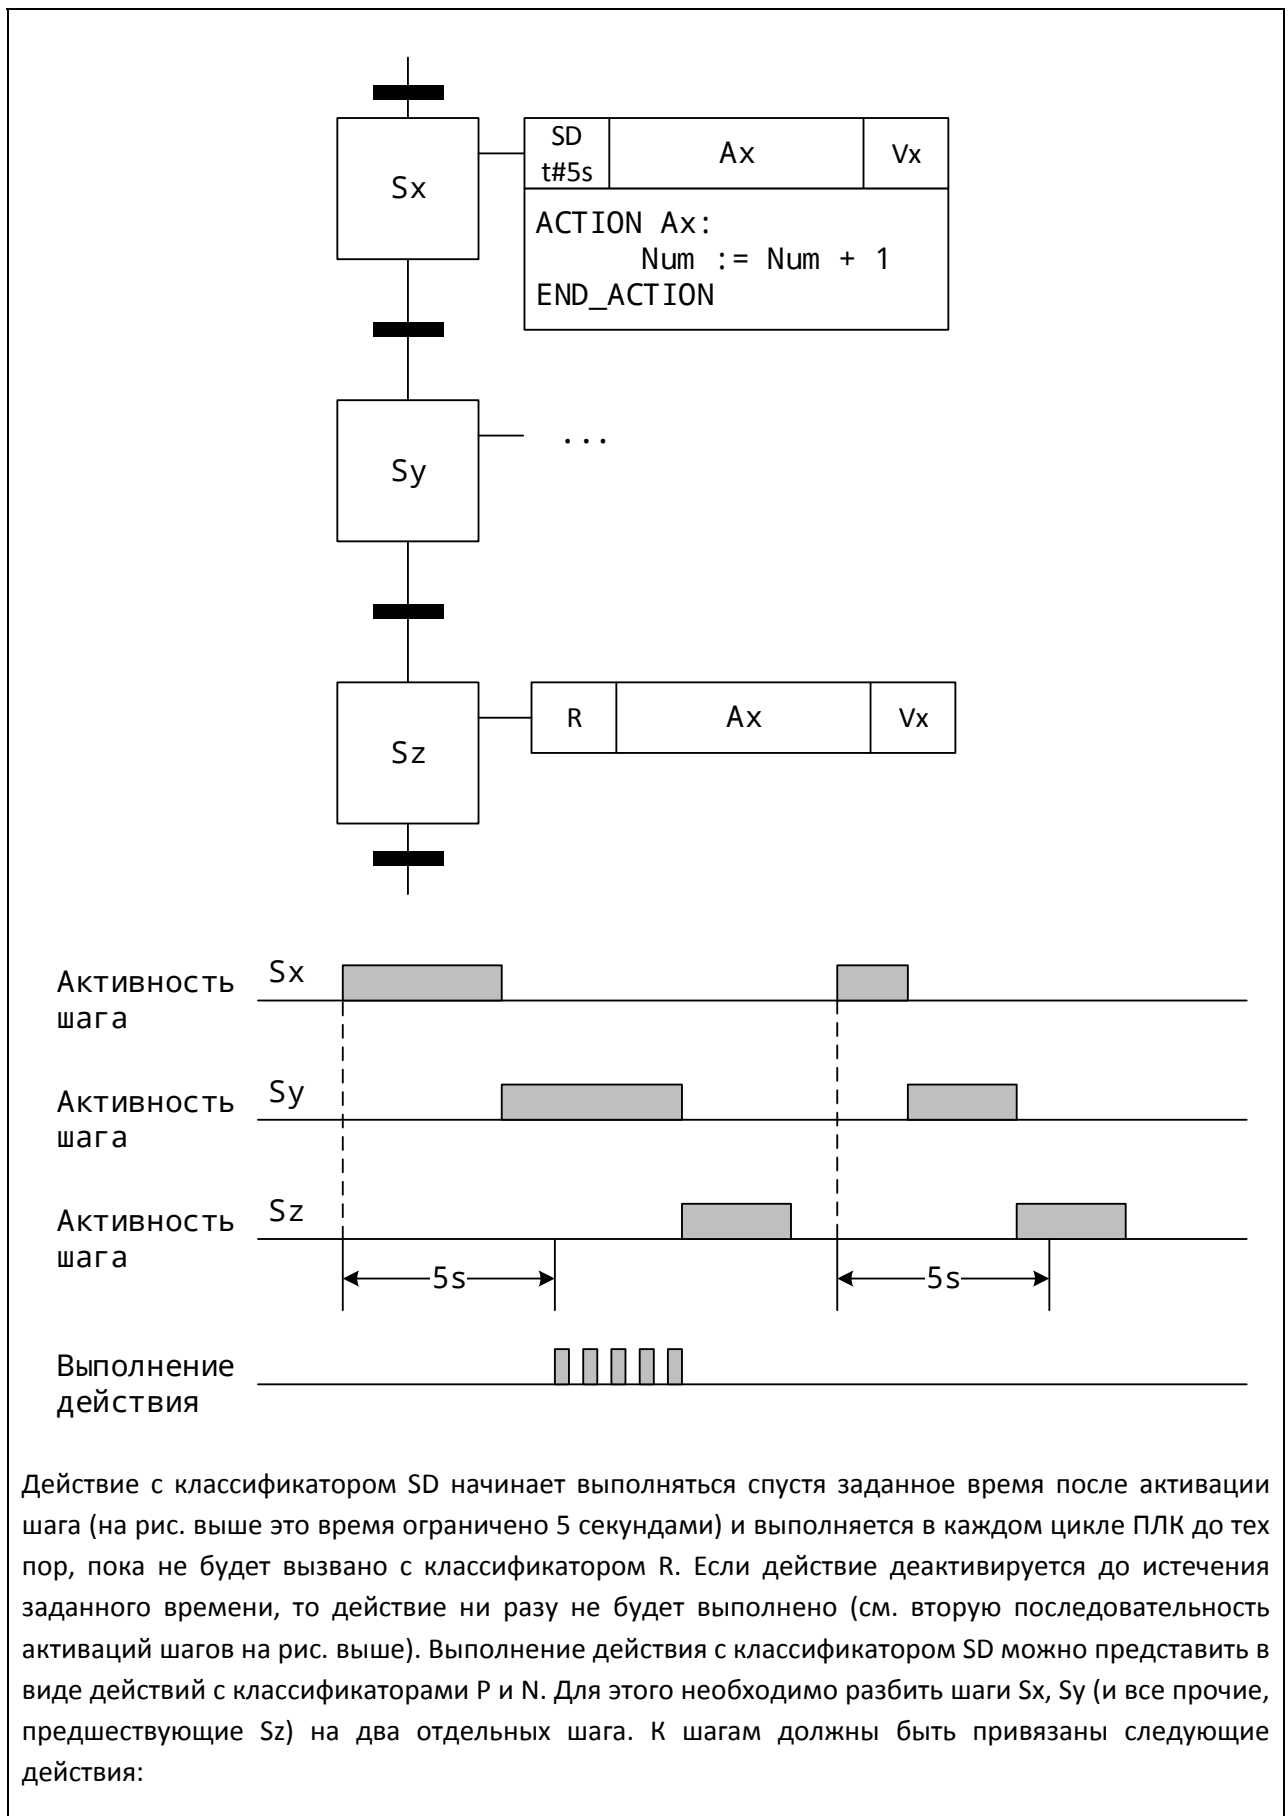 SD
t#5s
Ax
Vx
Sx
ACTION Ax:
Num := Num + 1
END_ACTION
Sy
...
R
Ax
Vx
Sz
Активность
шага
Sx
Активность
шага
Sy
Активность
шага
Sz
5s
5s
Выполнение
действия
Действие с классификатором SD начинает выполняться спустя заданное время после активации
шага (на рис. выше это время ограничено 5 секундами) и выполняется в каждом цикле ПЛК до тех
пор, пока не будет вызвано с классификатором R. Если действие деактивируется до истечения
заданного времени, то действие ни разу не будет выполнено (см. вторую последовательность
активаций шагов на рис. выше). Выполнение действия с классификатором SD можно представить в
виде действий с классификаторами P и N. Для этого необходимо разбить шаги Sx, Sy (и все прочие,
предшествующие Sz) на два отдельных шага. К шагам должны быть привязаны следующие
действия: